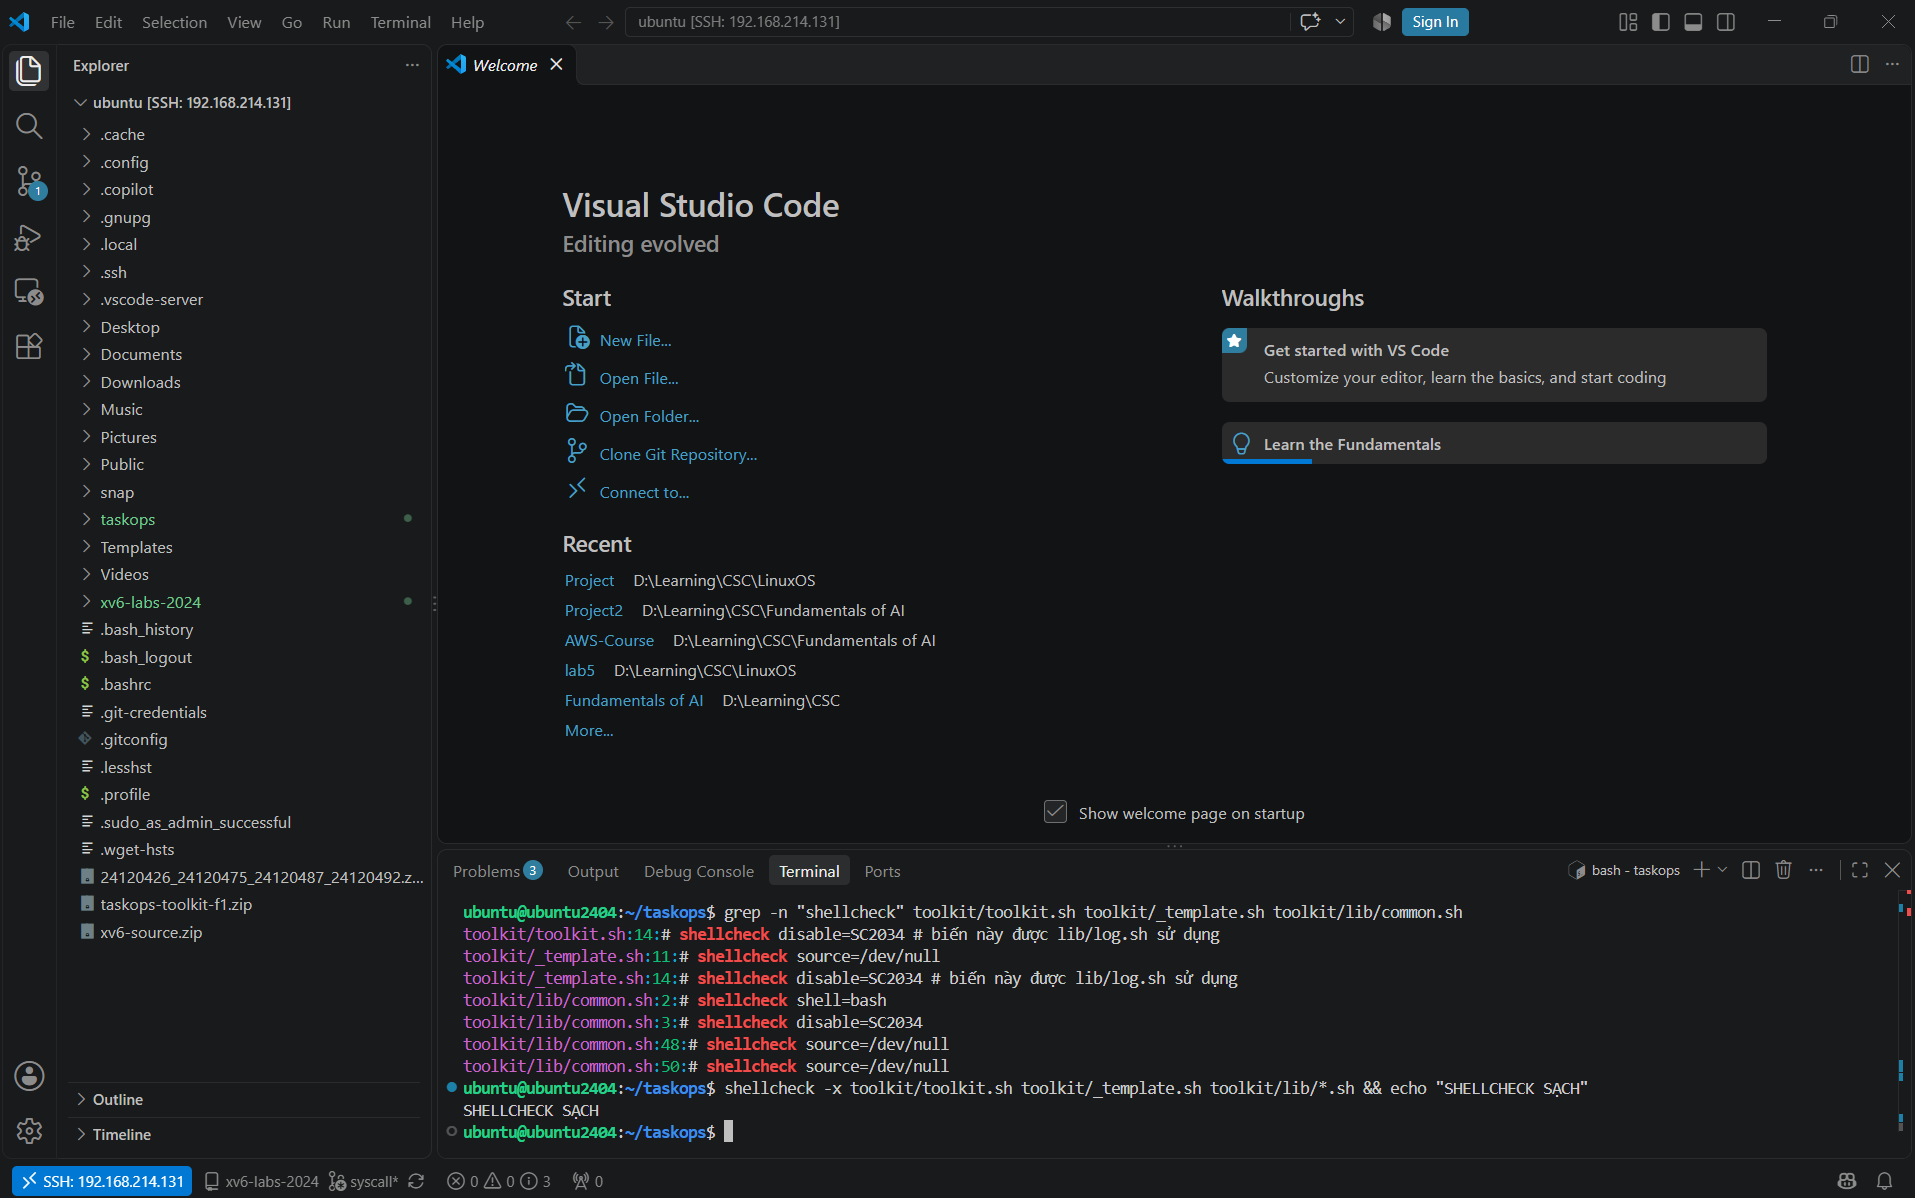 File Edit Selection View Go Run Terminal Help
ubuntu [SSH: 192.168.214.131]
Sign In
Explorer
ubuntu [SSH: 192.168.214.131]
.cache
.config
.copilot
.gnupg
.local
.ssh
.vscode-server
Desktop
Documents
Downloads
Music
Pictures
Public
snap
taskops
Templates
Videos
xv6-labs-2024
.bash_history
.bash_logout
.bashrc
.git-credentials
.gitconfig
.lesshst
.profile
.sudo_as_admin_successful
.wget-hsts
24120426_24120475_24120487_24120492.z...
taskops-toolkit-f1.zip
xv6-source.zip
Outline
Timeline
1
Welcome
Visual Studio Code
Editing evolved
Start
New File...
Open File...
Open Folder...
Clone Git Repository...
Connect to...
Recent
Project D:\Learning\CSC\LinuxOS
Project2 D:\Learning\CSC\Fundamentals of AI
AWS-Course D:\Learning\CSC\Fundamentals of AI
lab5 D:\Learning\CSC\LinuxOS
Fundamentals of AI D:\Learning\CSC
More...
Walkthroughs
Get started with VS Code
Customize your editor, learn the basics, and start coding
Learn the Fundamentals
Show welcome page on startup
Problems 3 Output Debug Console Terminal Ports
bash - taskops
ubuntu@ubuntu2404:~/taskops$ grep -n "shellcheck" toolkit/toolkit.sh toolkit/_template.sh toolkit/lib/common.sh
toolkit/toolkit.sh:14:# shellcheck disable=SC2034 # biến này được lib/log.sh sử dụng
toolkit/_template.sh:11:# shellcheck source=/dev/null
toolkit/_template.sh:14:# shellcheck disable=SC2034 # biến này được lib/log.sh sử dụng
toolkit/lib/common.sh:2:# shellcheck shell=bash
toolkit/lib/common.sh:3:# shellcheck disable=SC2034
toolkit/lib/common.sh:48:# shellcheck source=/dev/null
toolkit/lib/common.sh:50:# shellcheck source=/dev/null
ubuntu@ubuntu2404:~/taskops$ shellcheck -x toolkit/toolkit.sh toolkit/_template.sh toolkit/lib/*.sh && echo "SHELLCHECK SẠCH"
SHELLCHECK SẠCH
ubuntu@ubuntu2404:~/taskops$
SSH: 192.168.214.131 xv6-labs-2024 syscall* 0 0 3 0